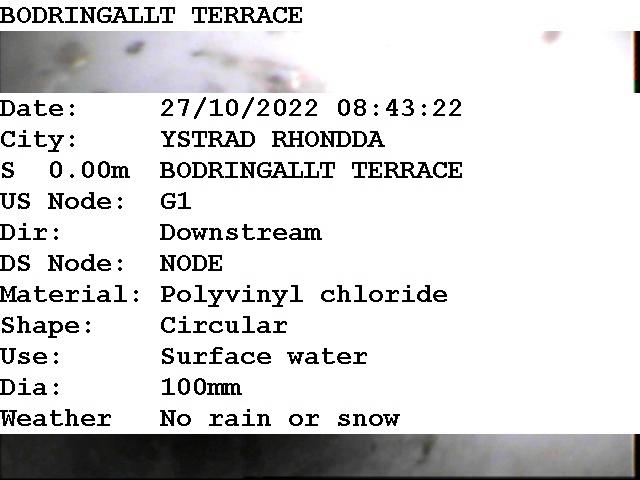 BODRINGALLT TERRACE
Date: 27/10/2022 08:43:22
City: YSTRAD RHONDDA
S 0.00m BODRINGALLT TERRACE
US Node: G1
Dir: Downstream
DS Node: NODE
Material: Polyvinyl chloride
Shape: Circular
Use: Surface water
Dia: 100mm
Weather No rain or snow